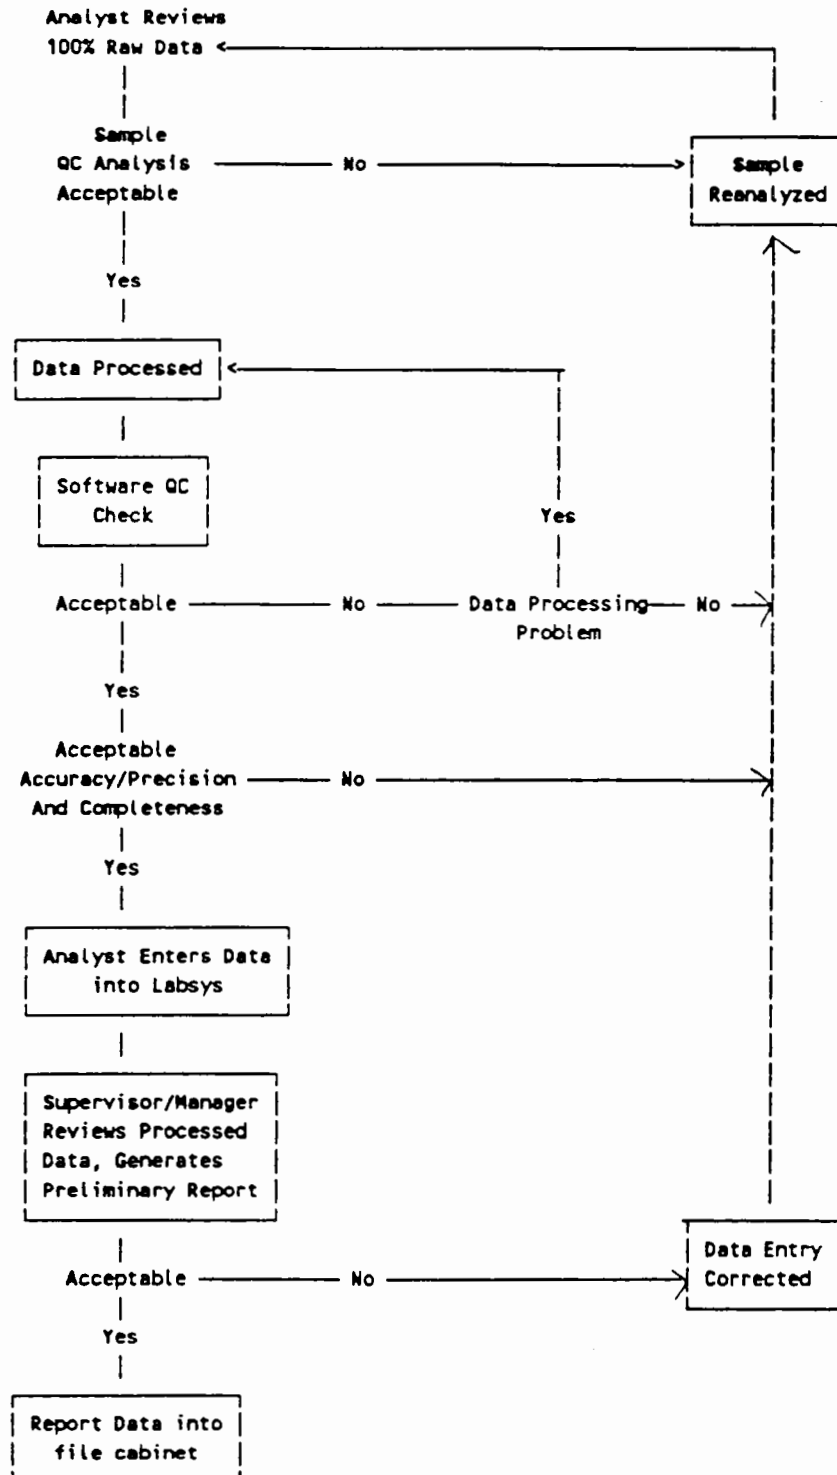 Analyst Reviews
100% Raw Data
Sample
QC Analysis
Acceptable
No
Sample
Reanalyzed
Yes
Data Processed
Software QC
Check
Yes
Acceptable
No
Data Processing
Problem
No
Yes
Acceptable
Accuracy/Precision
And Completeness
No
Yes
Analyst Enters Data
into Labsys
Supervisor/Manager
Reviews Processed
Data, Generates
Preliminary Report
Acceptable
No
Data Entry
Corrected
Yes
Report Data into
file cabinet